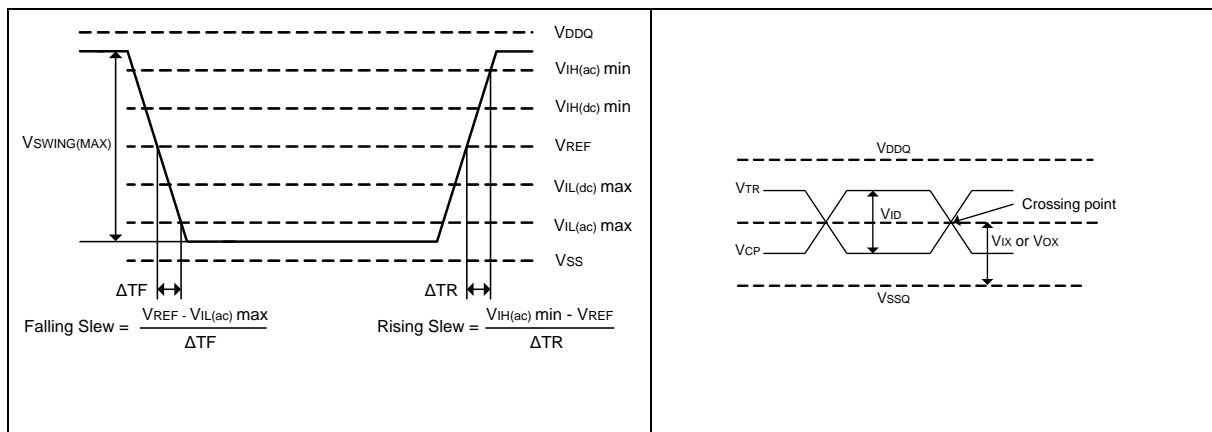 VDDQ
VIH(ac) min
VIH(dc) min
VSWING(MAX)
VREF
VIL(dc) max
VIL(ac) max
VSS
ΔTF
ΔTR
Falling Slew = VREF - VIL(ac) max
ΔTF
Rising Slew = VIH(ac) min - VREF
ΔTR
VDDQ
VTR
VID
Crossing point
VCP
VIX or VOX
VSSQ